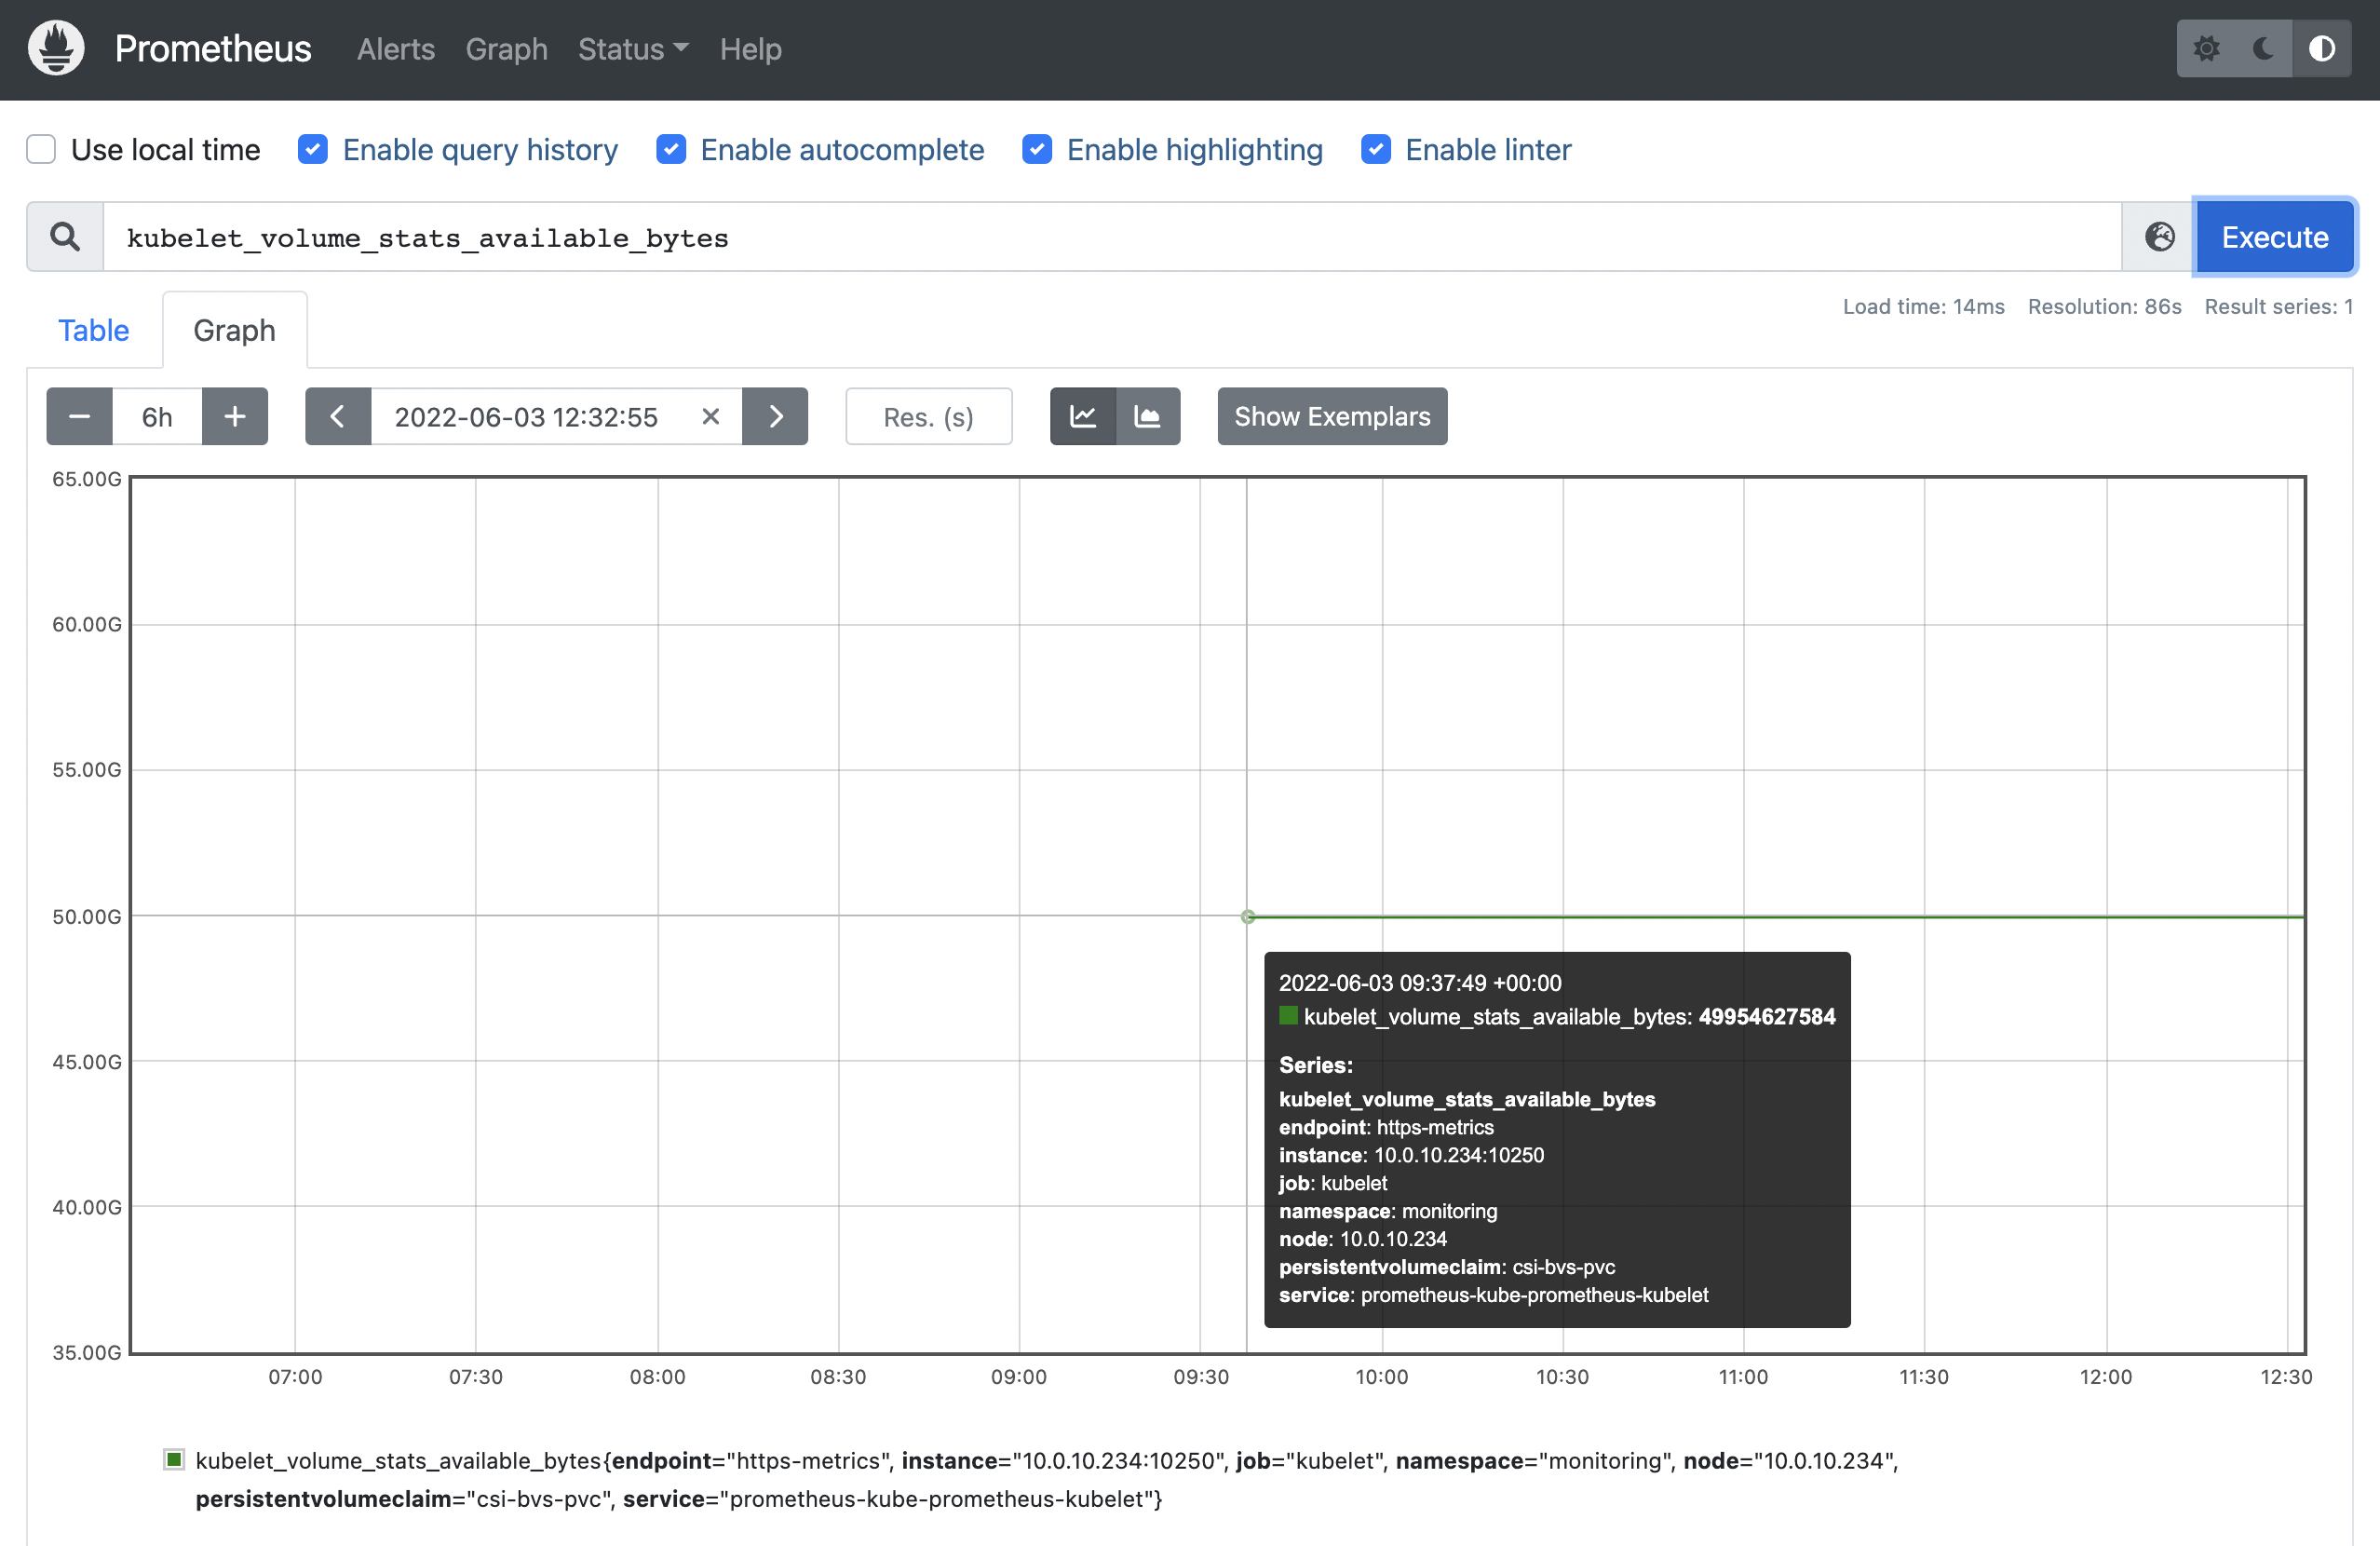 Prometheus Alerts Graph Status Help
Use local time Enable query history Enable autocomplete Enable highlighting Enable linter
kubelet_volume_stats_available_bytes Execute
Load time: 14ms Resolution: 86s Result series: 1
Table Graph
6h 2022-06-03 12:32:55 Res. (s) Show Exemplars
65.00G
60.00G
55.00G
50.00G
45.00G
40.00G
35.00G
2022-06-03 09:37:49 +00:00
kubelet_volume_stats_available_bytes: 49954627584
Series:
kubelet_volume_stats_available_bytes
endpoint: https-metrics
instance: 10.0.10.234:10250
job: kubelet
namespace: monitoring
node: 10.0.10.234
persistentvolumeclaim: csi-bvs-pvc
service: prometheus-kube-prometheus-kubelet
07:00 07:30 08:00 08:30 09:00 09:30 10:00 10:30 11:00 11:30 12:00 12:30
kubelet_volume_stats_available_bytes{endpoint="https-metrics", instance="10.0.10.234:10250", job="kubelet", namespace="monitoring", node="10.0.10.234",
persistentvolumeclaim="csi-bvs-pvc", service="prometheus-kube-prometheus-kubelet"}